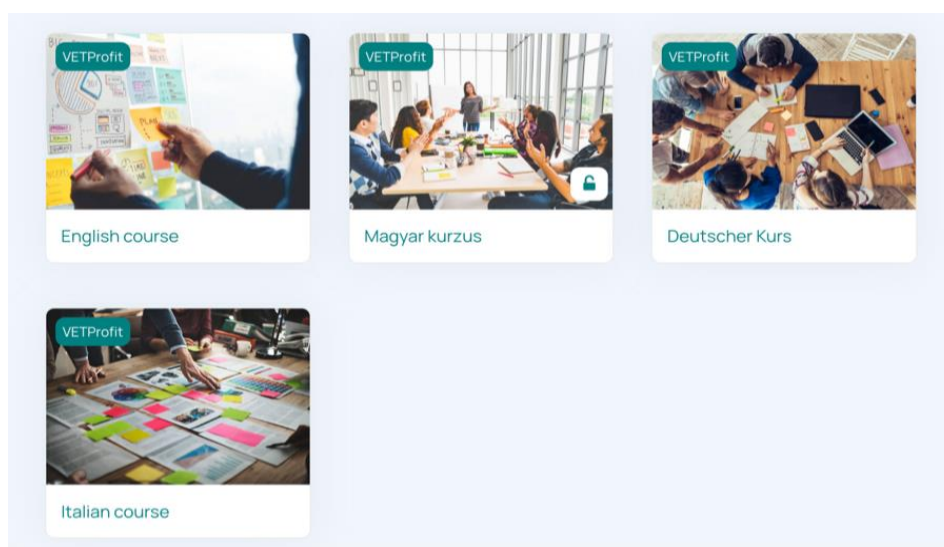 VETProfit
English course
VETProfit
Magyar kurzus
VETProfit
Deutscher Kurs
VETProfit
Italian course